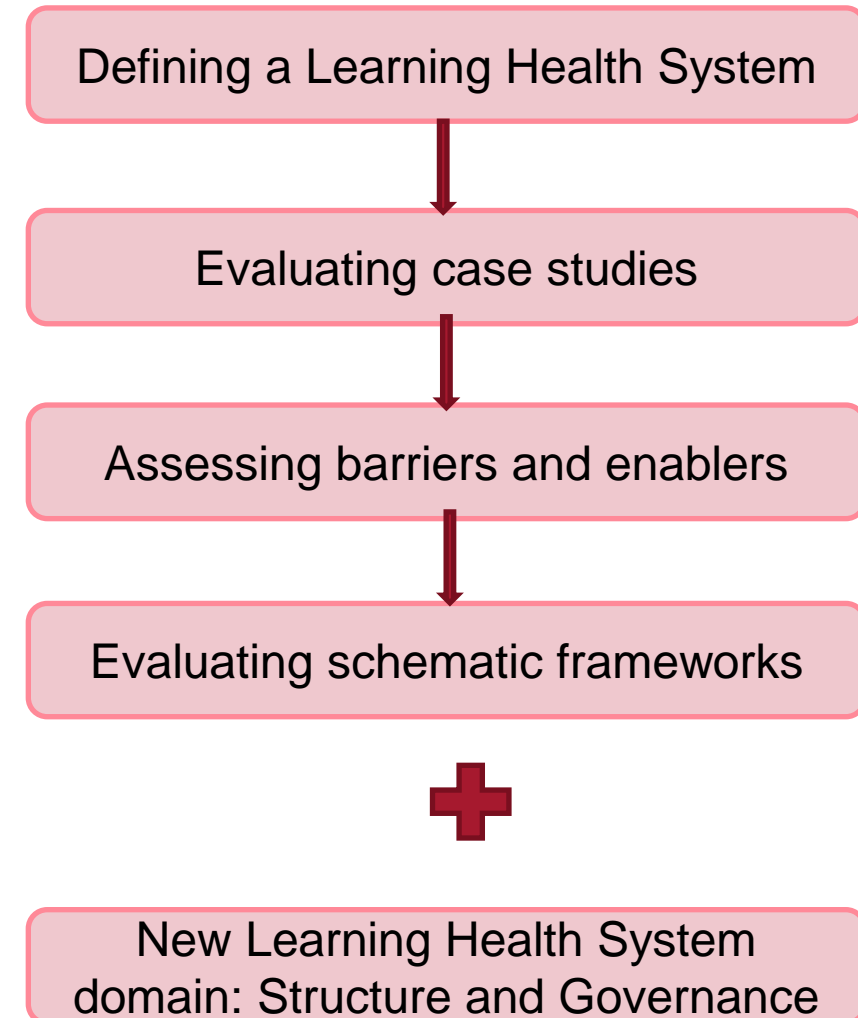 Defining a Learning Health System
Evaluating case studies
Assessing barriers and enablers
Evaluating schematic frameworks
New Learning Health System
domain: Structure and Governance